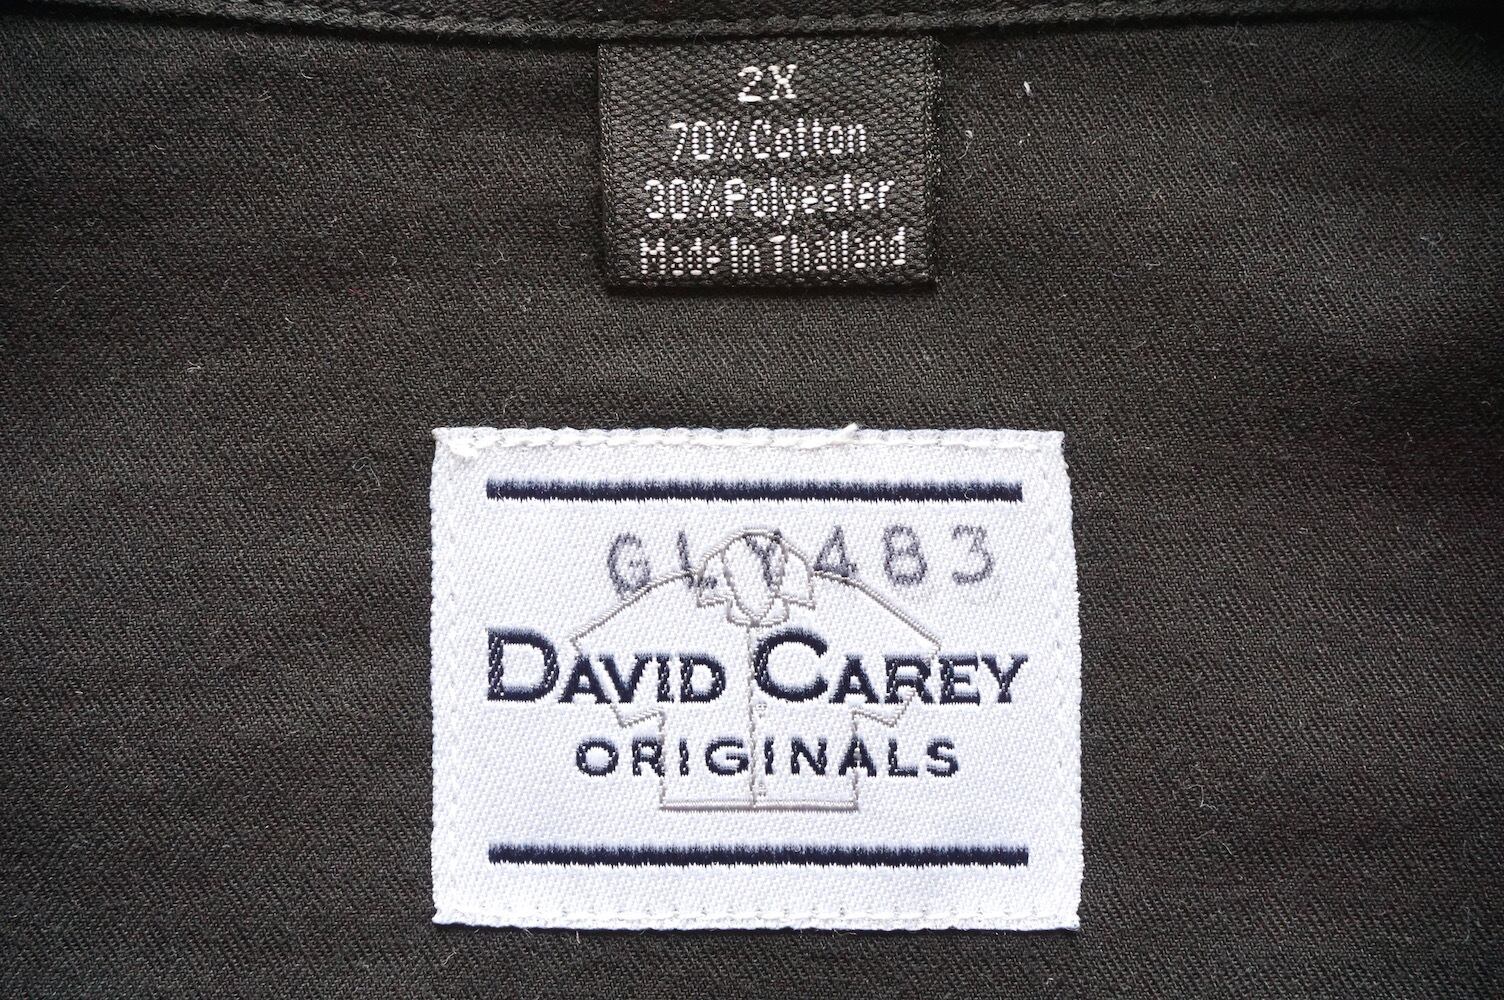 2X
70% Cotton
30% Polyester
Made In Thailand
GLY483
DAVID CAREY
ORIGINALS